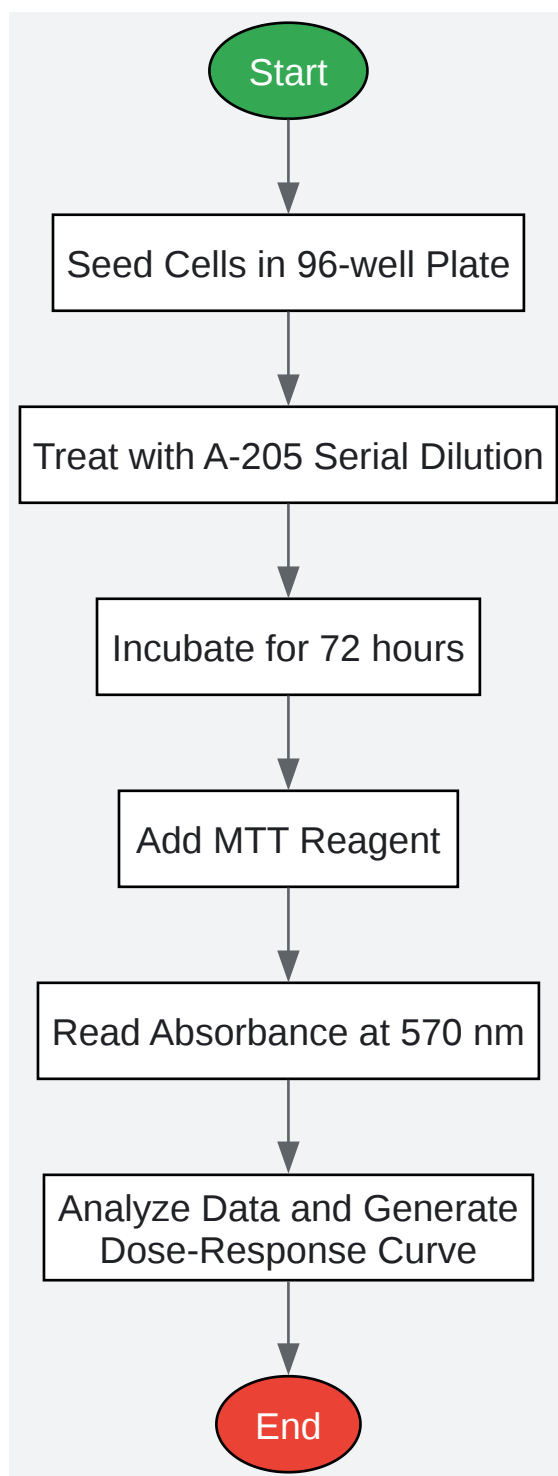 Start
Seed Cells in 96-well Plate
Treat with A-205 Serial Dilution
Incubate for 72 hours
Add MTT Reagent
Read Absorbance at 570 nm
Analyze Data and Generate
Dose-Response Curve
End